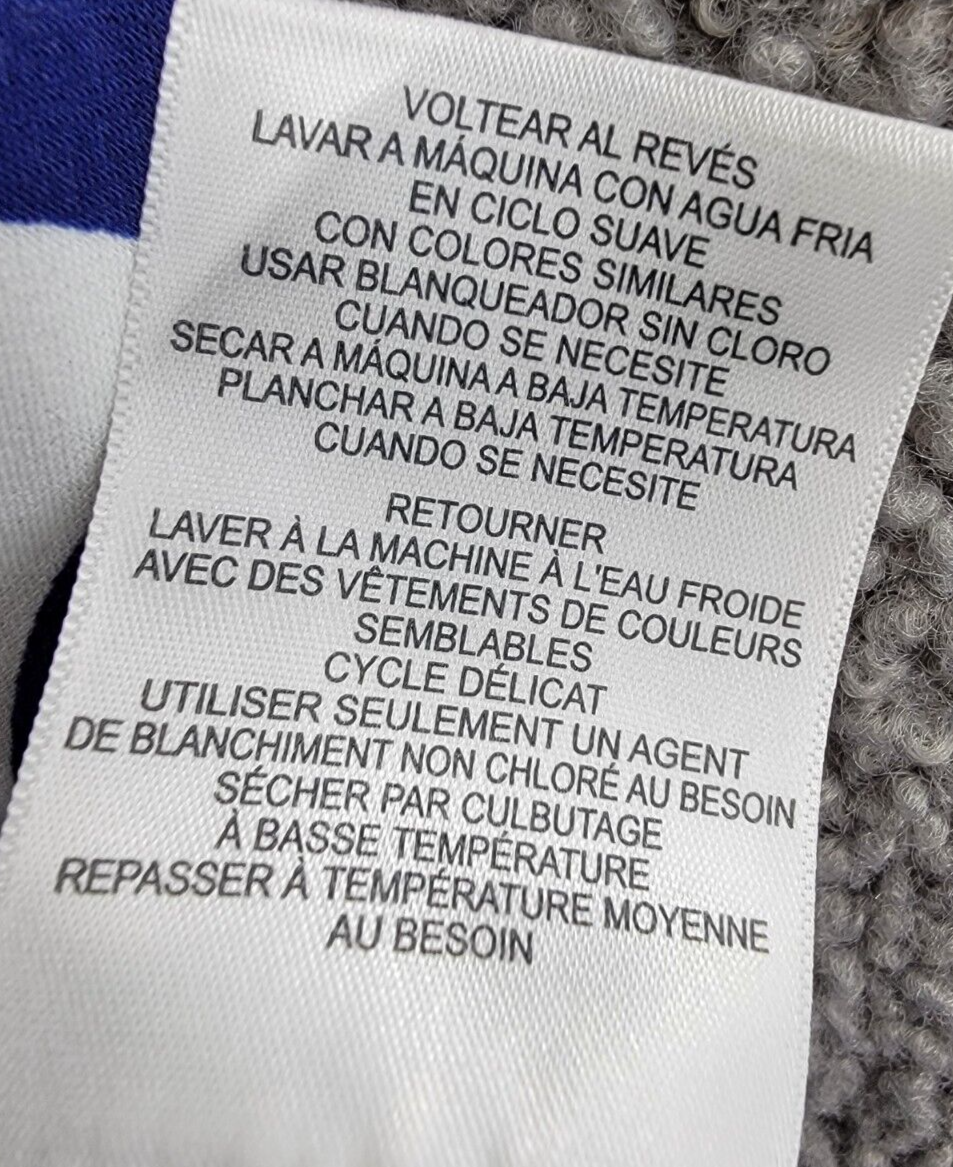 VOLTEAR AL REVÉS
LAVAR A MÁQUINA CON AGUA FRIA
EN CICLO SUAVE
CON COLORES SIMILARES
USAR BLANQUEADOR SIN CLORO
CUANDO SE NECESITE
SECAR A MÁQUINA A BAJA TEMPERATURA
PLANCHAR A BAJA TEMPERATURA
CUANDO SE NECESITE
RETOURNER
LAVER À LA MACHINE À L'EAU FROIDE
AVEC DES VÊTEMENTS DE COULEURS
SEMBLABLES
CYCLE DÉLICAT
UTILISER SEULEMENT UN AGENT
DE BLANCHIMENT NON CHLORÉ AU BESOIN
SÉCHER PAR CULBUTAGE
À BASSE TEMPÉRATURE
REPASSER À TEMPÉRATURE MOYENNE
AU BESOIN